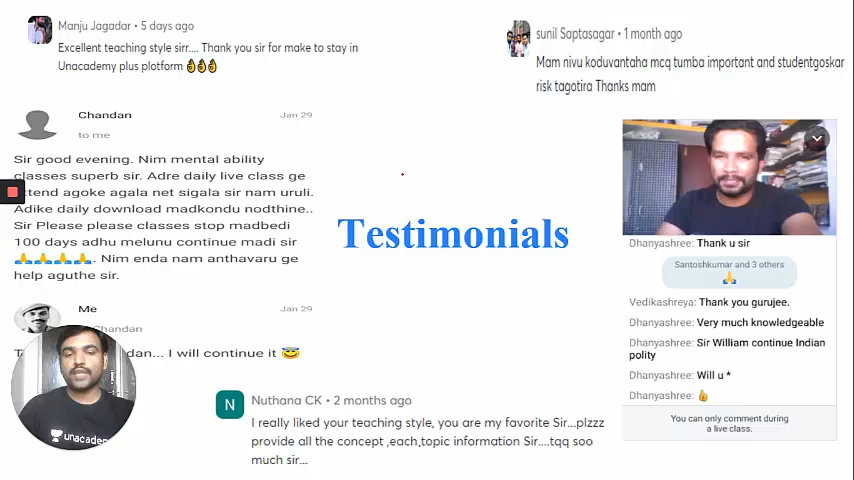 Manju Jagadar • 5 days ago
Excellent teaching style sirr.... Thank you sir for make to stay in
Unacademy plus plotform 👌👌👌
sunil Saptasagar • 1 month ago
Mam nivu koduvantaha mcq tumba important and studentgoskar
risk tagotira Thanks mam
Chandan
Jan 29
to me
Sir good evening. Nim mental ability
classes superb sir. Adre daily live class ge
extend agoke agala net sigala sir nam uruli.
Adike daily download madkondu nodthine..
Sir Please please classes stop madbedi
100 days adhu melunu continue madi sir
🙏🙏🙏🙏. Nim enda nam anthavaru ge
help aguthe sir.
Me
Jan 29
Chandan
dan... I will continue it 😇
unacademy
Testimonials
Dhanyashree: Thank u sir
Santoshkumar and 3 others
🙏
Vedikashreya: Thank you gurujee.
Dhanyashree: Very much knowledgeable
Dhanyashree: Sir William continue Indian
polity
Dhanyashree: Will u *
Dhanyashree: 👍
You can only comment during
a live class.
N
Nuthana CK • 2 months ago
I really liked your teaching style, you are my favorite Sir...plzzz
provide all the concept ,each,topic information Sir....tqq soo
much sir...